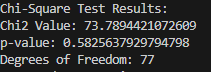 Chi-Square Test Results:
Chi2 Value: 73.7894421072609
p-value: 0.5825637929794798
Degrees of Freedom: 77